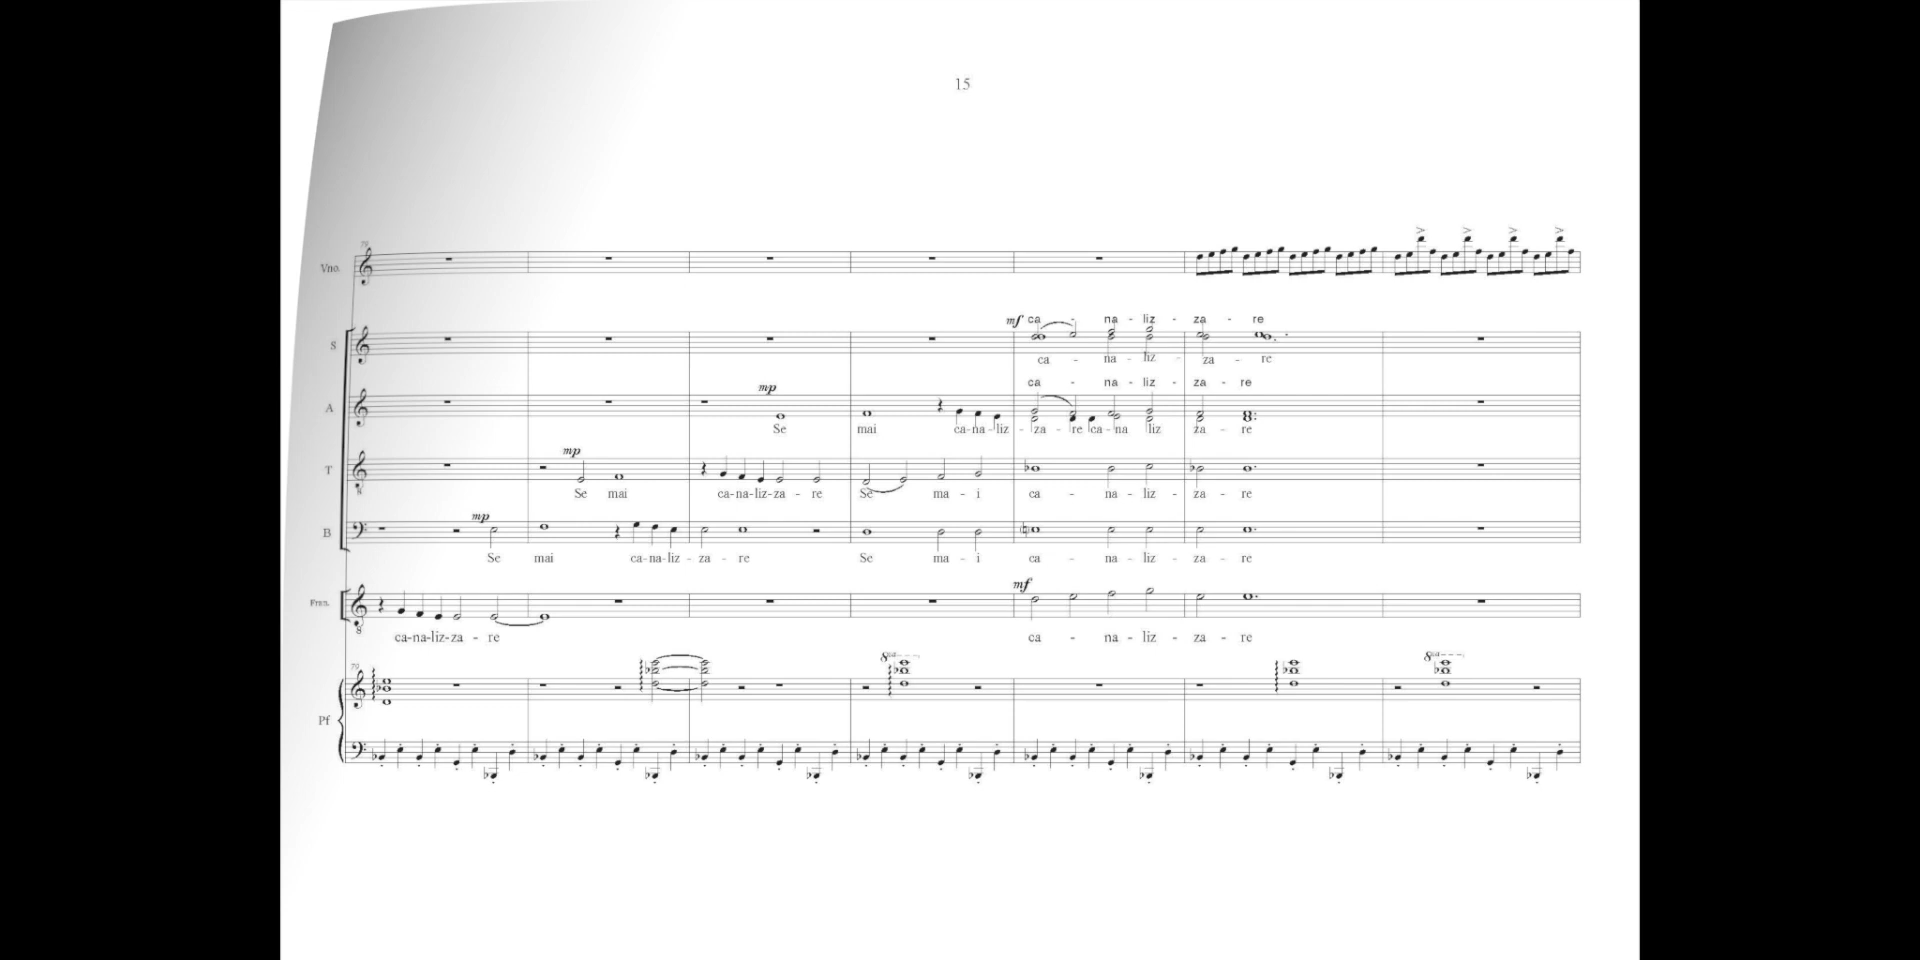 15
79
Vno.
mf ca - na - liz - za - re
S
ca - na - liz - za - re
mp ca - na - liz - za - re
A
Se mai ca-na-liz - za - re ca - na liz za - re
mp
T
Se mai ca-na-liz-za - re Se ma - i ca - na - liz - za - re
mp
B
Se mai ca-na-liz - za - re Se ma - i ca - na - liz - za - re
mf
Fran.
ca-na-liz-za - re ca - na - liz - za - re
79
Pf